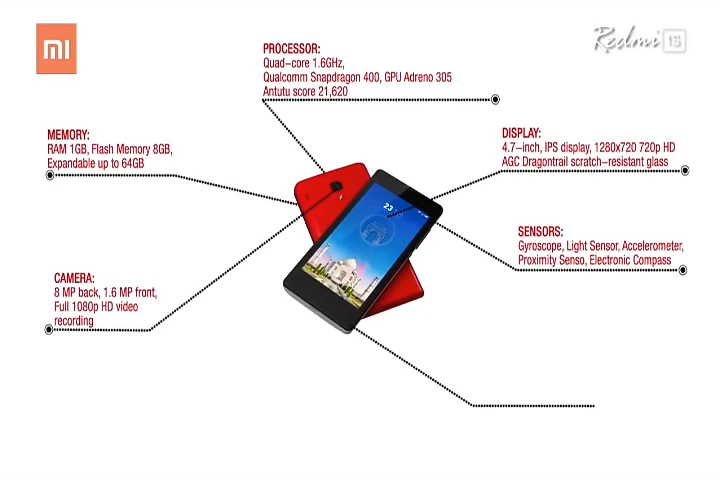 mi
Redmi 1S
PROCESSOR:
Quad-core 1.6GHz,
Qualcomm Snapdragon 400, GPU Adreno 305
Antutu score 21,620
MEMORY:
RAM 1GB, Flash Memory 8GB,
Expandable up to 64GB
DISPLAY:
4.7-inch, IPS display, 1280x720 720p HD
AGC Dragontrail scratch-resistant glass
23
SENSORS:
Gyroscope, Light Sensor, Accelerometer,
Proximity Senso, Electronic Compass
CAMERA:
8 MP back, 1.6 MP front,
Full 1080p HD video
recording